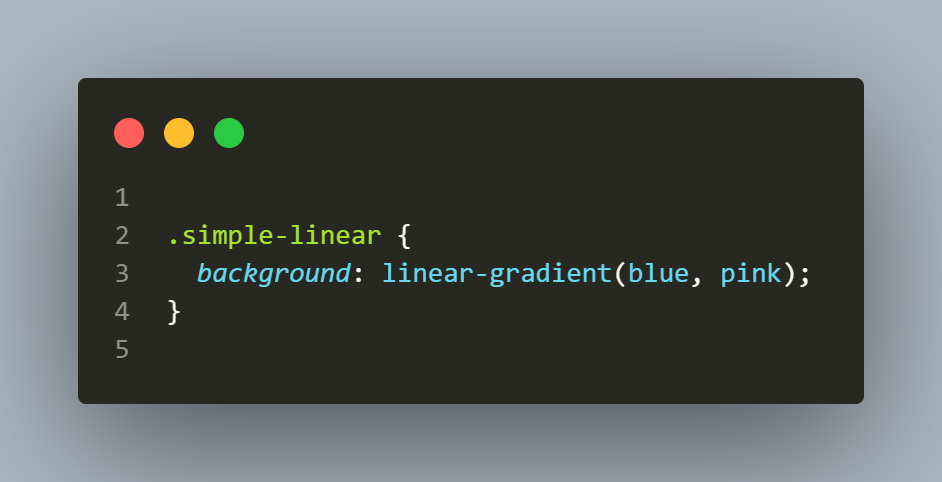 1
2 .simple-linear {
3   background: linear-gradient(blue, pink);
4 }
5